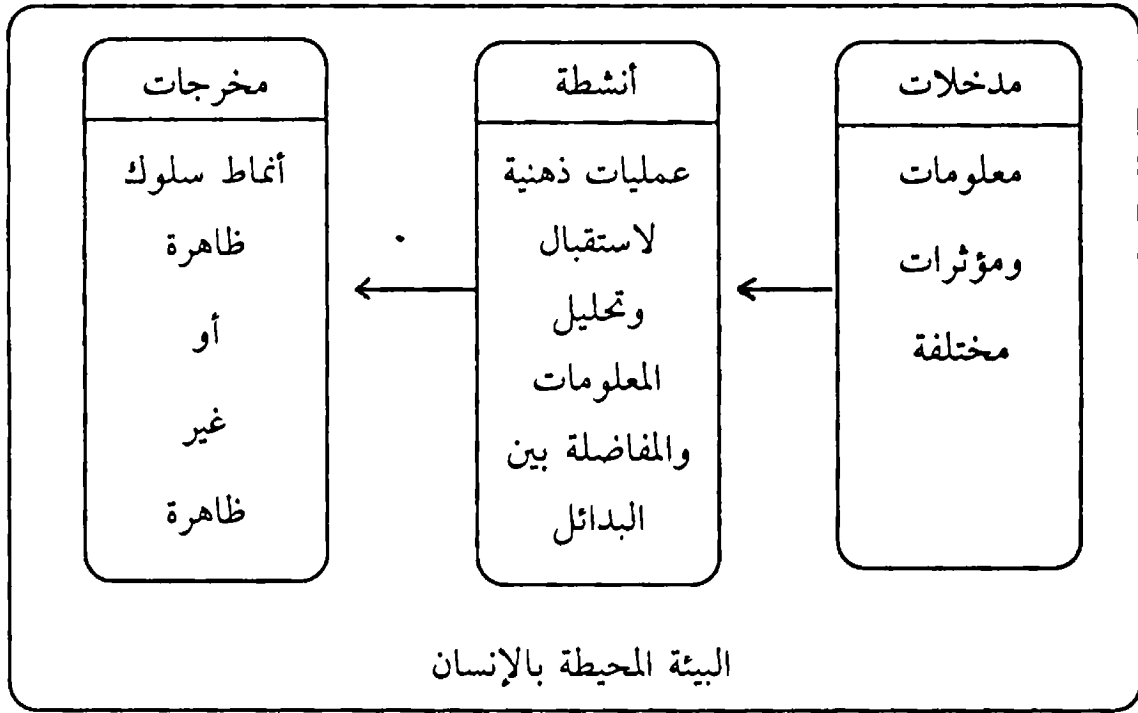 مدخلات
معلومات
ومؤثرات
مختلفة
أنشطة
عمليات ذهنية
لاستقبال
وتحليل
المعلومات
والمفاضلة بين
البدائل
مخرجات
أنماط سلوك
ظاهرة
أو
غير
ظاهرة
البيئة المحيطة بالإنسان